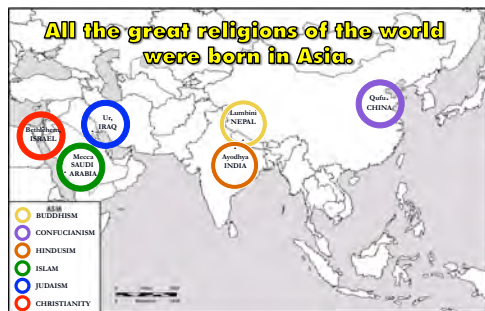 All the great religions of the world
were born in Asia.
Qufu,
CHINA
Lumbini
NEPAL
Ur,
IRAQ
Bethlehem,
ISRAEL
Mecca
SAUDI
ARABIA
Ayodhya
INDIA
ASIA
BUDDHISM
CONFUCIANISM
HINDUSIM
ISLAM
JUDAISM
CHRISTIANITY